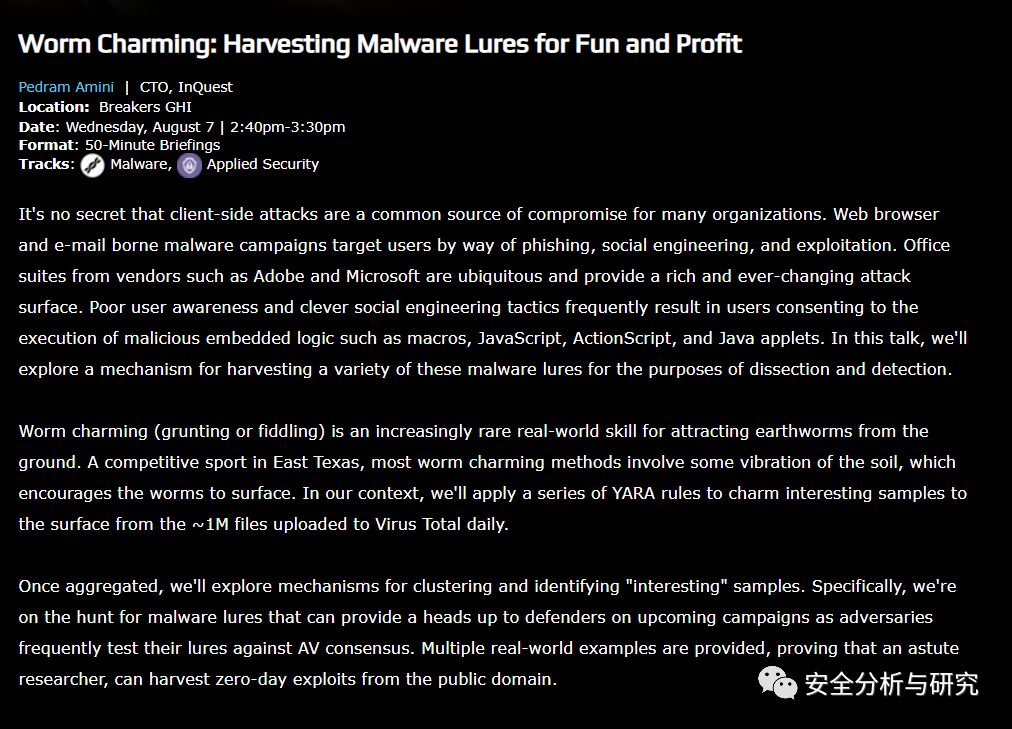 Worm Charming: Harvesting Malware Lures for Fun and Profit
Pedram Amini | CTO, InQuest
Location: Breakers GHI
Date: Wednesday, August 7 | 2:40pm-3:30pm
Format: 50-Minute Briefings
Tracks: Malware, Applied Security
It's no secret that client-side attacks are a common source of compromise for many organizations. Web browser
and e-mail borne malware campaigns target users by way of phishing, social engineering, and exploitation. Office
suites from vendors such as Adobe and Microsoft are ubiquitous and provide a rich and ever-changing attack
surface. Poor user awareness and clever social engineering tactics frequently result in users consenting to the
execution of malicious embedded logic such as macros, JavaScript, ActionScript, and Java applets. In this talk, we'll
explore a mechanism for harvesting a variety of these malware lures for the purposes of dissection and detection.
Worm charming (grunting or fiddling) is an increasingly rare real-world skill for attracting earthworms from the
ground. A competitive sport in East Texas, most worm charming methods involve some vibration of the soil, which
encourages the worms to surface. In our context, we'll apply a series of YARA rules to charm interesting samples to
the surface from the ~1M files uploaded to Virus Total daily.
Once aggregated, we'll explore mechanisms for clustering and identifying "interesting" samples. Specifically, we're
on the hunt for malware lures that can provide a heads up to defenders on upcoming campaigns as adversaries
frequently test their lures against AV consensus. Multiple real-world examples are provided, proving that an astute
researcher, can harvest zero-day exploits from the public domain.
安全分析与研究